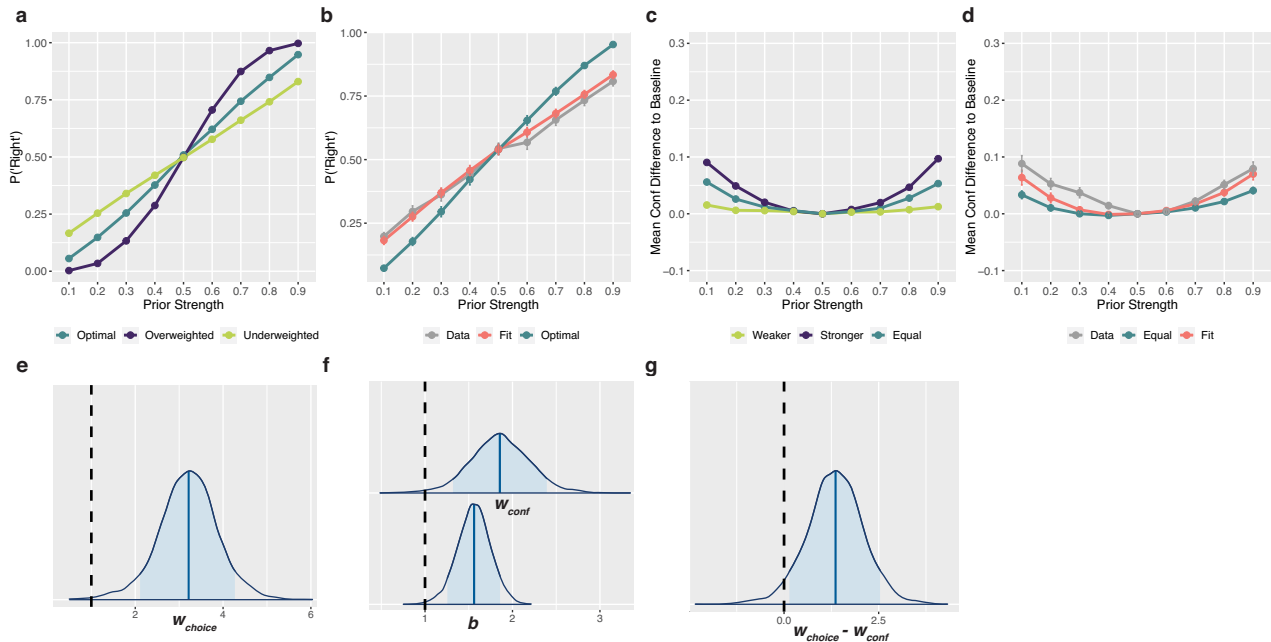 a
P('Right')
1.00
0.75
0.50
0.25
0.00
0.1 0.2 0.3 0.4 0.5 0.6 0.7 0.8 0.9
Prior Strength
Optimal Overweighted Underweighted
b
P('Right')
1.00
0.75
0.50
0.25
0.1 0.2 0.3 0.4 0.5 0.6 0.7 0.8 0.9
Prior Strength
Data Fit Optimal
c
Mean Conf Difference to Baseline
0.3
0.2
0.1
0.0
−0.1
0.1 0.2 0.3 0.4 0.5 0.6 0.7 0.8 0.9
Prior Strength
Weaker Stronger Equal
d
Mean Conf Difference to Baseline
0.3
0.2
0.1
0.0
−0.1
0.1 0.2 0.3 0.4 0.5 0.6 0.7 0.8 0.9
Prior Strength
Data Equal Fit
e
2 4 6
w_choice
f
w_conf
1 2 3
b
g
0.0 2.5
w_choice - w_conf